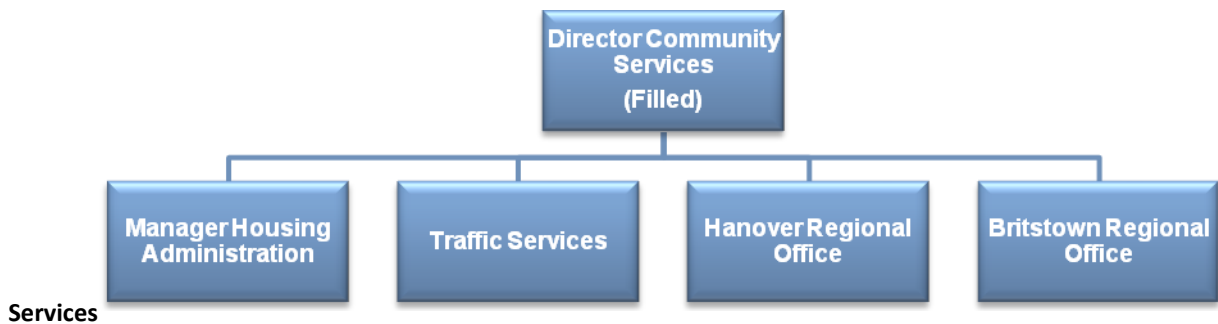 Director Community
Services
(Filled)
Manager Housing
Administration
Traffic Services
Hanover Regional
Office
Britstown Regional
Office
Services